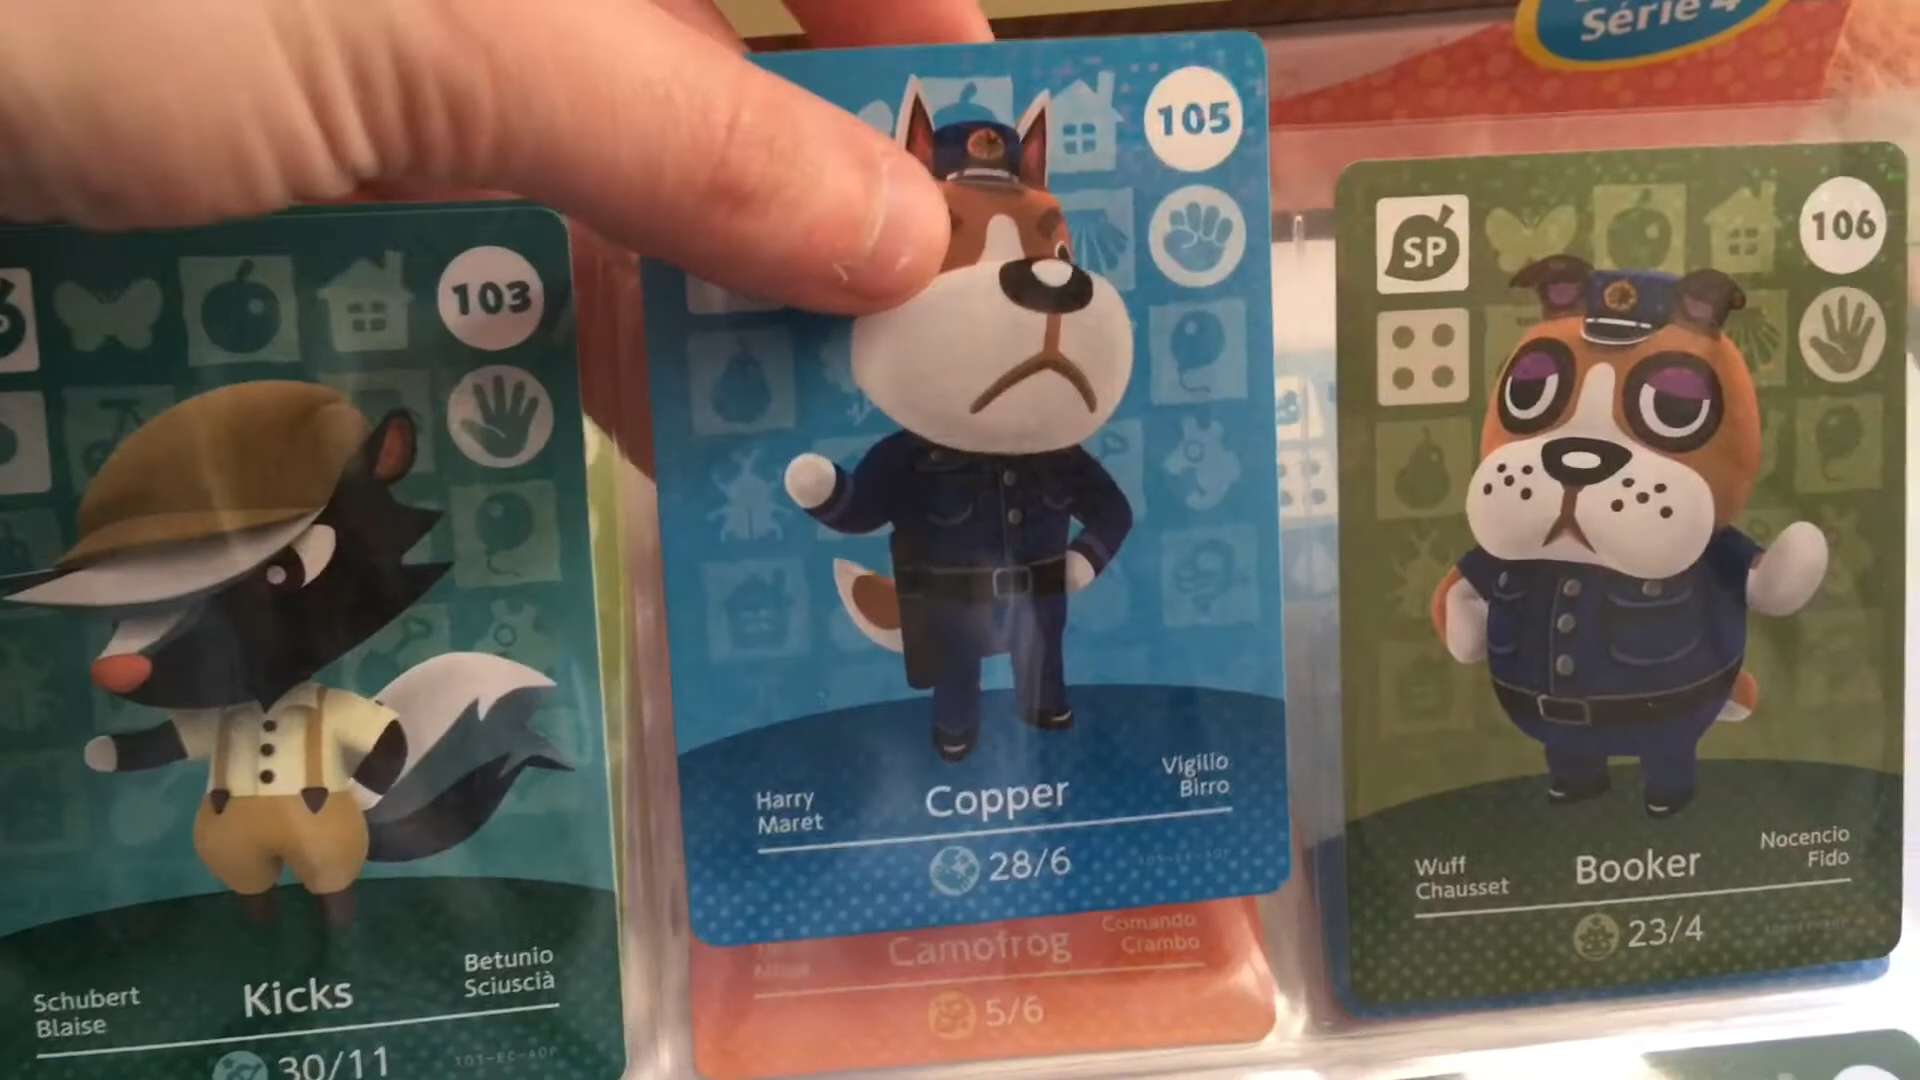 Série 4
103
Schubert
Blaise
Kicks
Betunio
Sciuscià
30/11
105
Harry
Maret
Copper
Vigilio
Birro
28/6
Camofrog
Comando
Crambo
5/6
SP
106
Wuff
Chausset
Booker
Nocencio
Fido
23/4